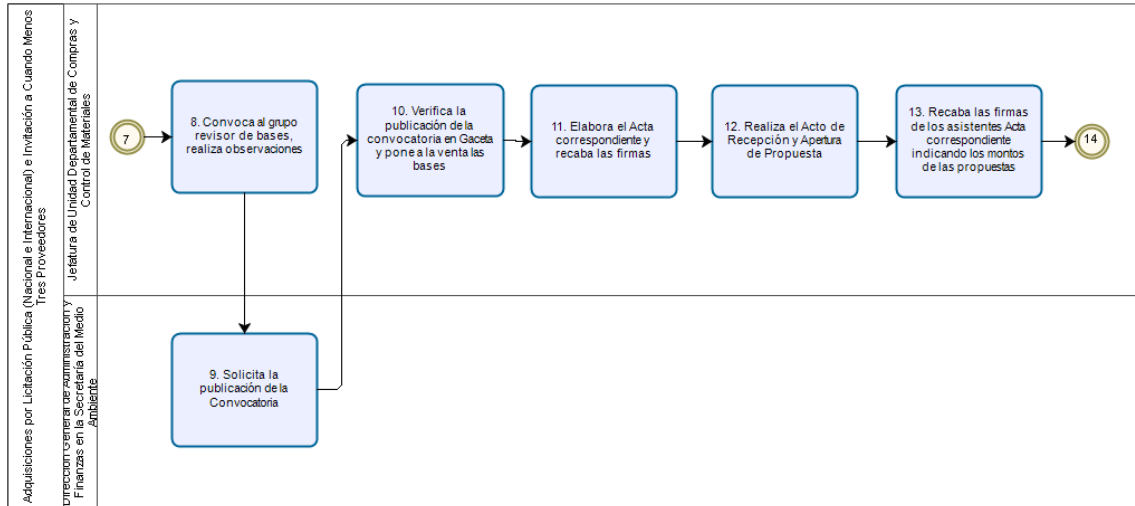 Adquisiciones por Licitación Pública (Nacional e Internacional) e Invitación a Cuando Menos
Tres Proveedores
Jefatura de Unidad Departamental de Compras y
Control de Materiales
7
8. Convoca al grupo
revisor de bases,
realiza observaciones
10. Verifica la
publicación de la
convocatoria en Gaceta
y pone a la venta las
bases
11. Elabora el Acta
correspondiente y
recaba las firmas
12. Realiza el Acto de
Recepción y Apertura
de Propuesta
13. Recaba las firmas
de los asistentes Acta
correspondiente
indicando los montos
de las propuestas
14
Dirección General de Administración y
Finanzas en la Secretaría del Medio
Ambiente
9. Solicita la
publicación de la
Convocatoria